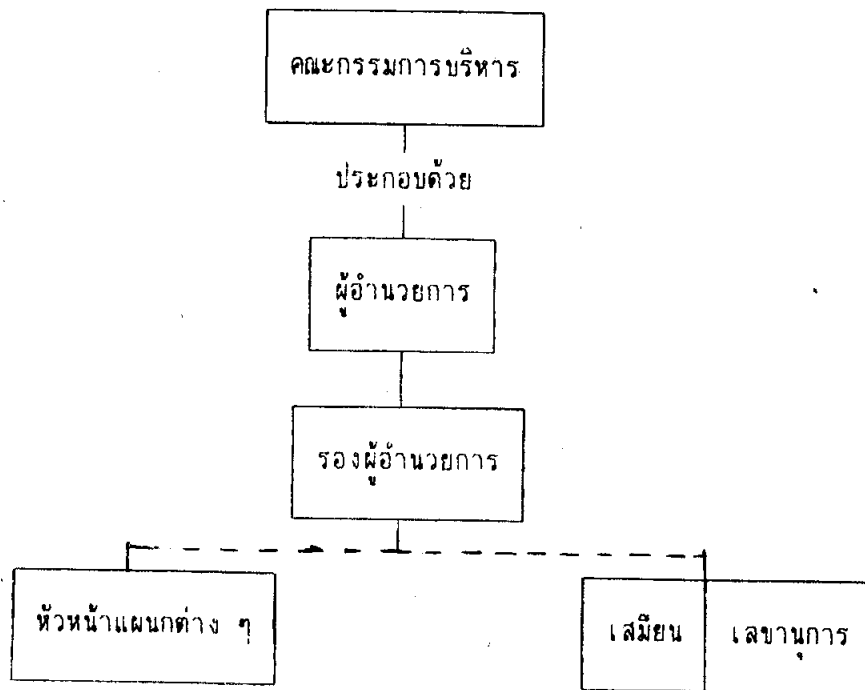 คณะกรรมการบริหาร
ประกอบด้วย
ผู้อำนวยการ
รองผู้อำนวยการ
หัวหน้าแผนกต่าง ๆ
เสมียน
เลขานุการ